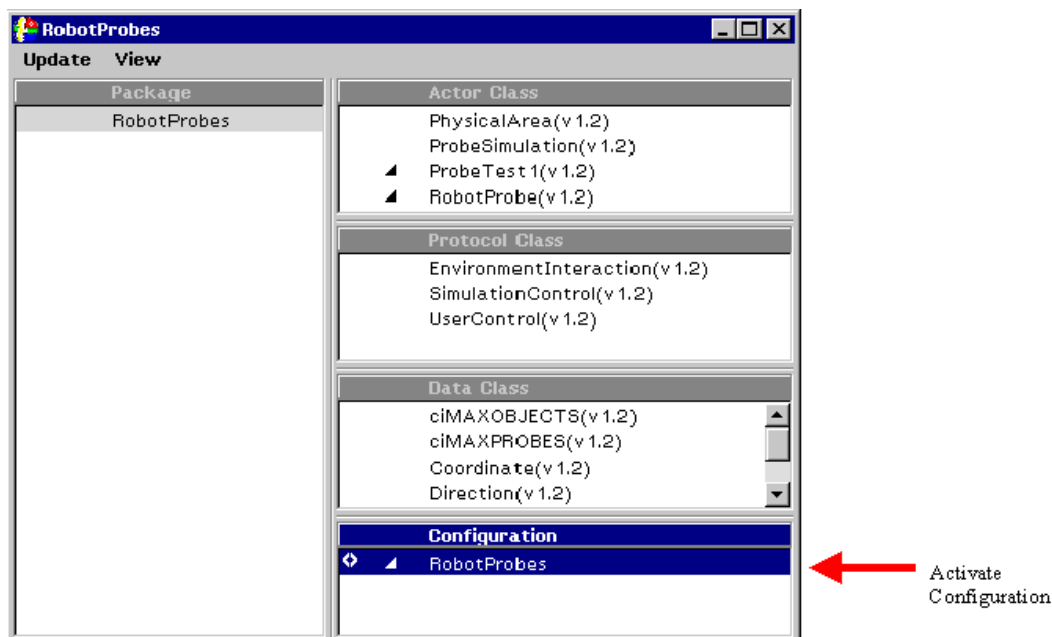 RobotProbes
Update View
Package
RobotProbes
Actor Class
PhysicalArea(v1.2)
ProbeSimulation(v1.2)
ProbeTest1(v1.2)
RobotProbe(v1.2)
Protocol Class
EnvironmentInteraction(v1.2)
SimulationControl(v1.2)
UserControl(v1.2)
Data Class
ciMAXOBJECTS(v1.2)
ciMAXPROBES(v1.2)
Coordinate(v1.2)
Direction(v1.2)
Configuration
RobotProbes
Activate
Configuration